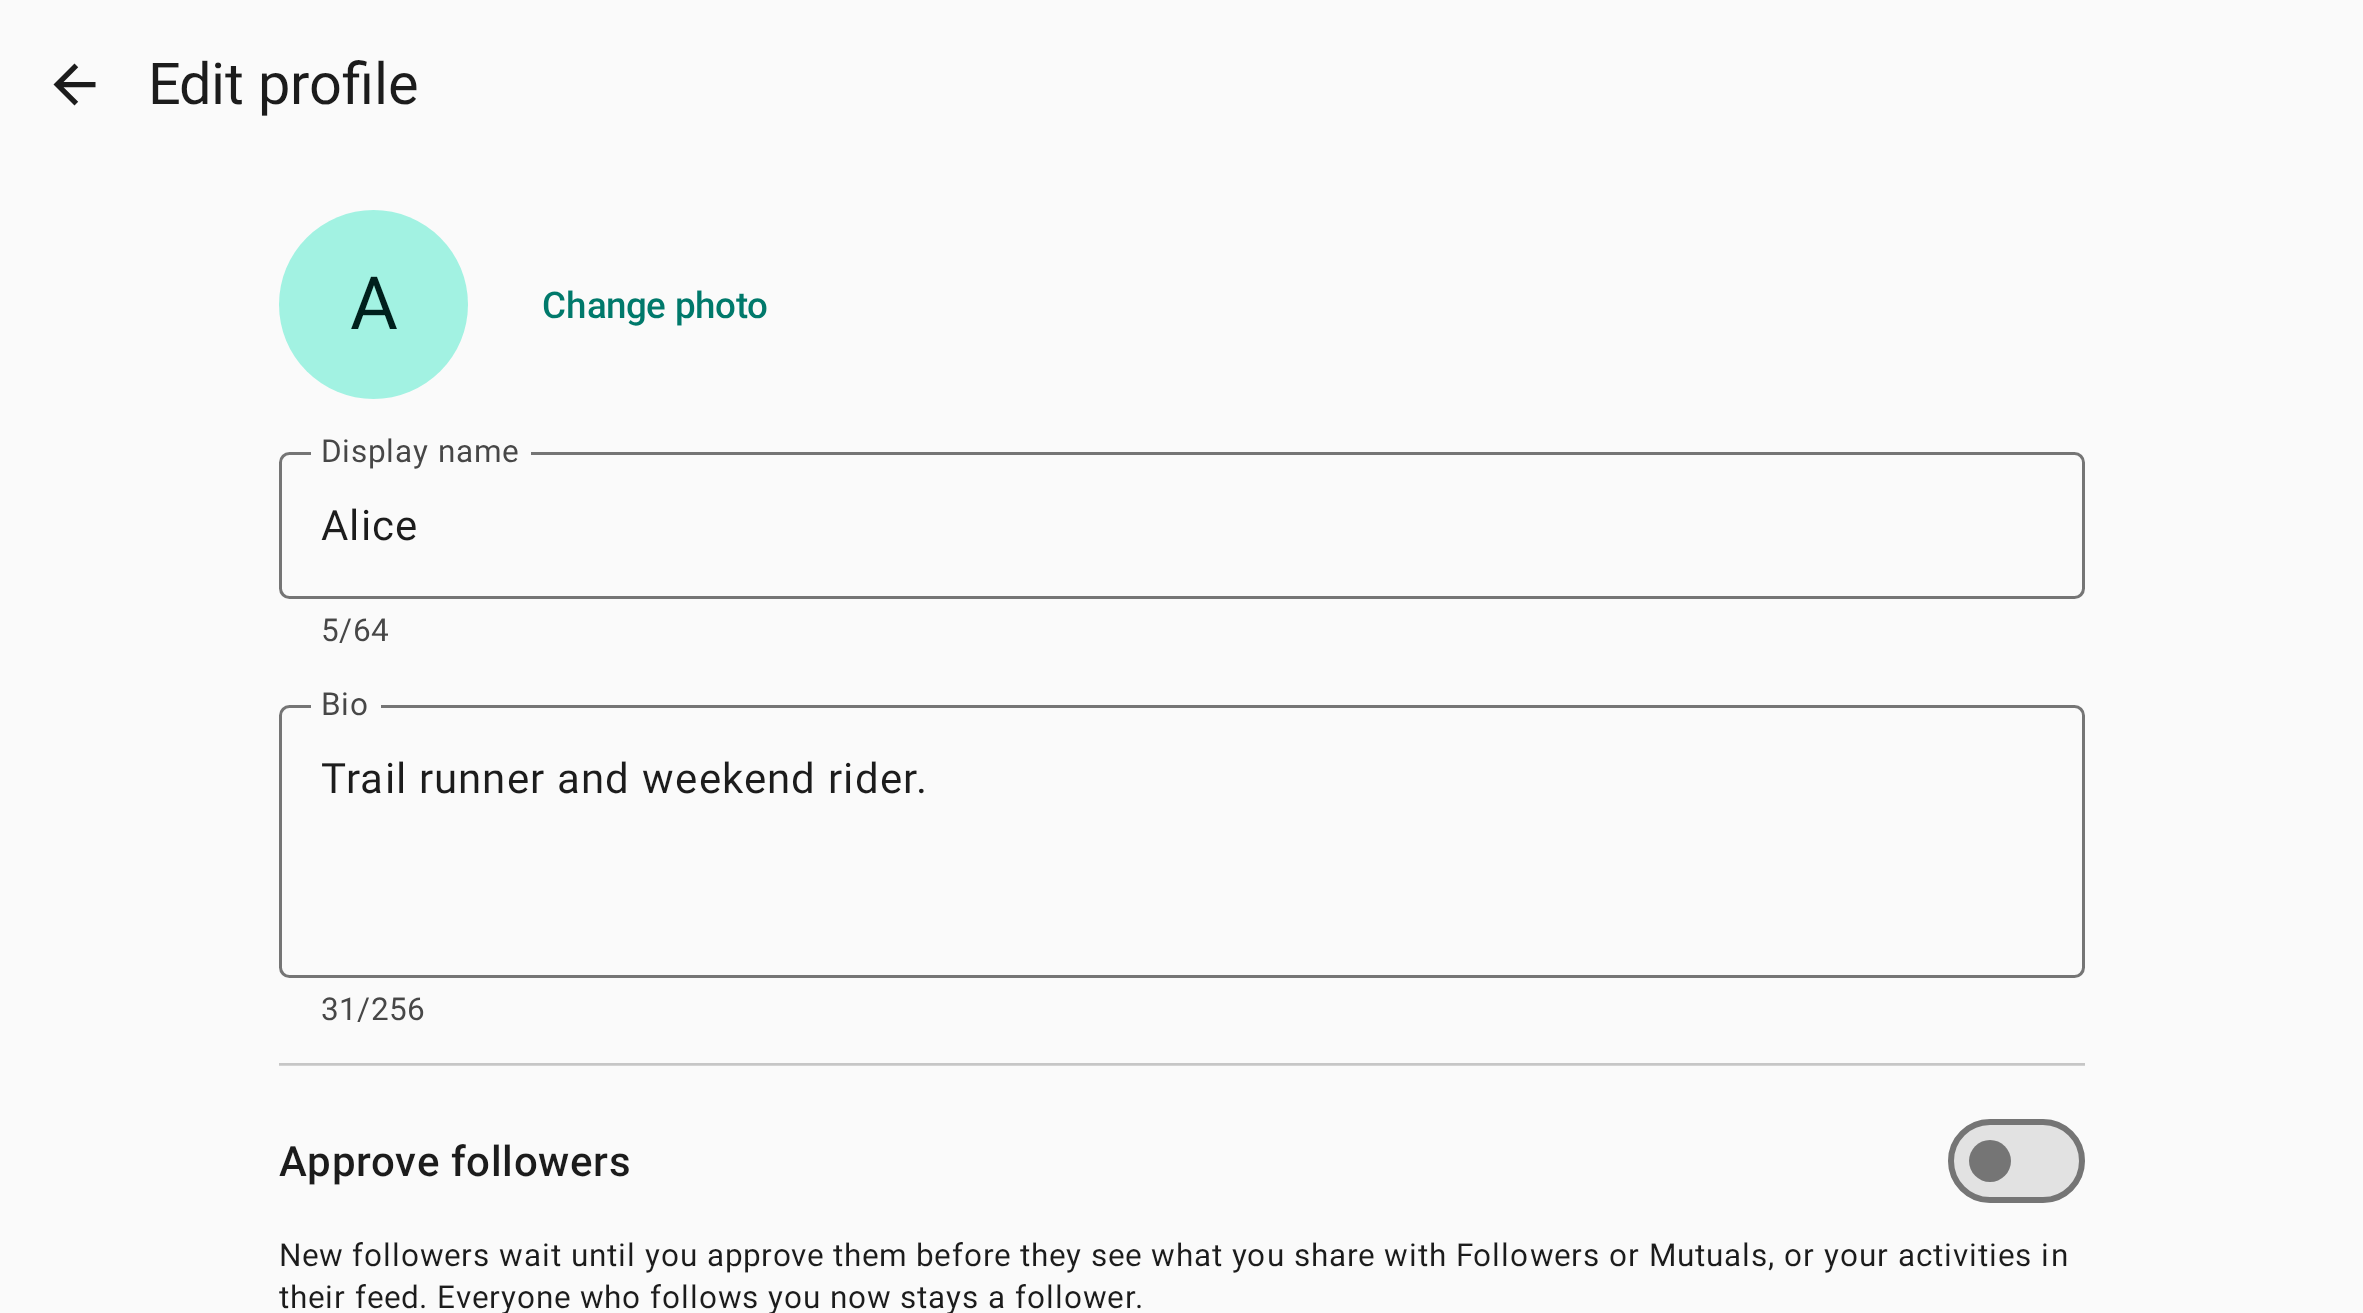 Edit profile
A
Change photo
Display name
Alice
5/64
Bio
Trail runner and weekend rider.
31/256
Approve followers
New followers wait until you approve them before they see what you share with Followers or Mutuals, or your activities in
their feed. Everyone who follows you now stays a follower.